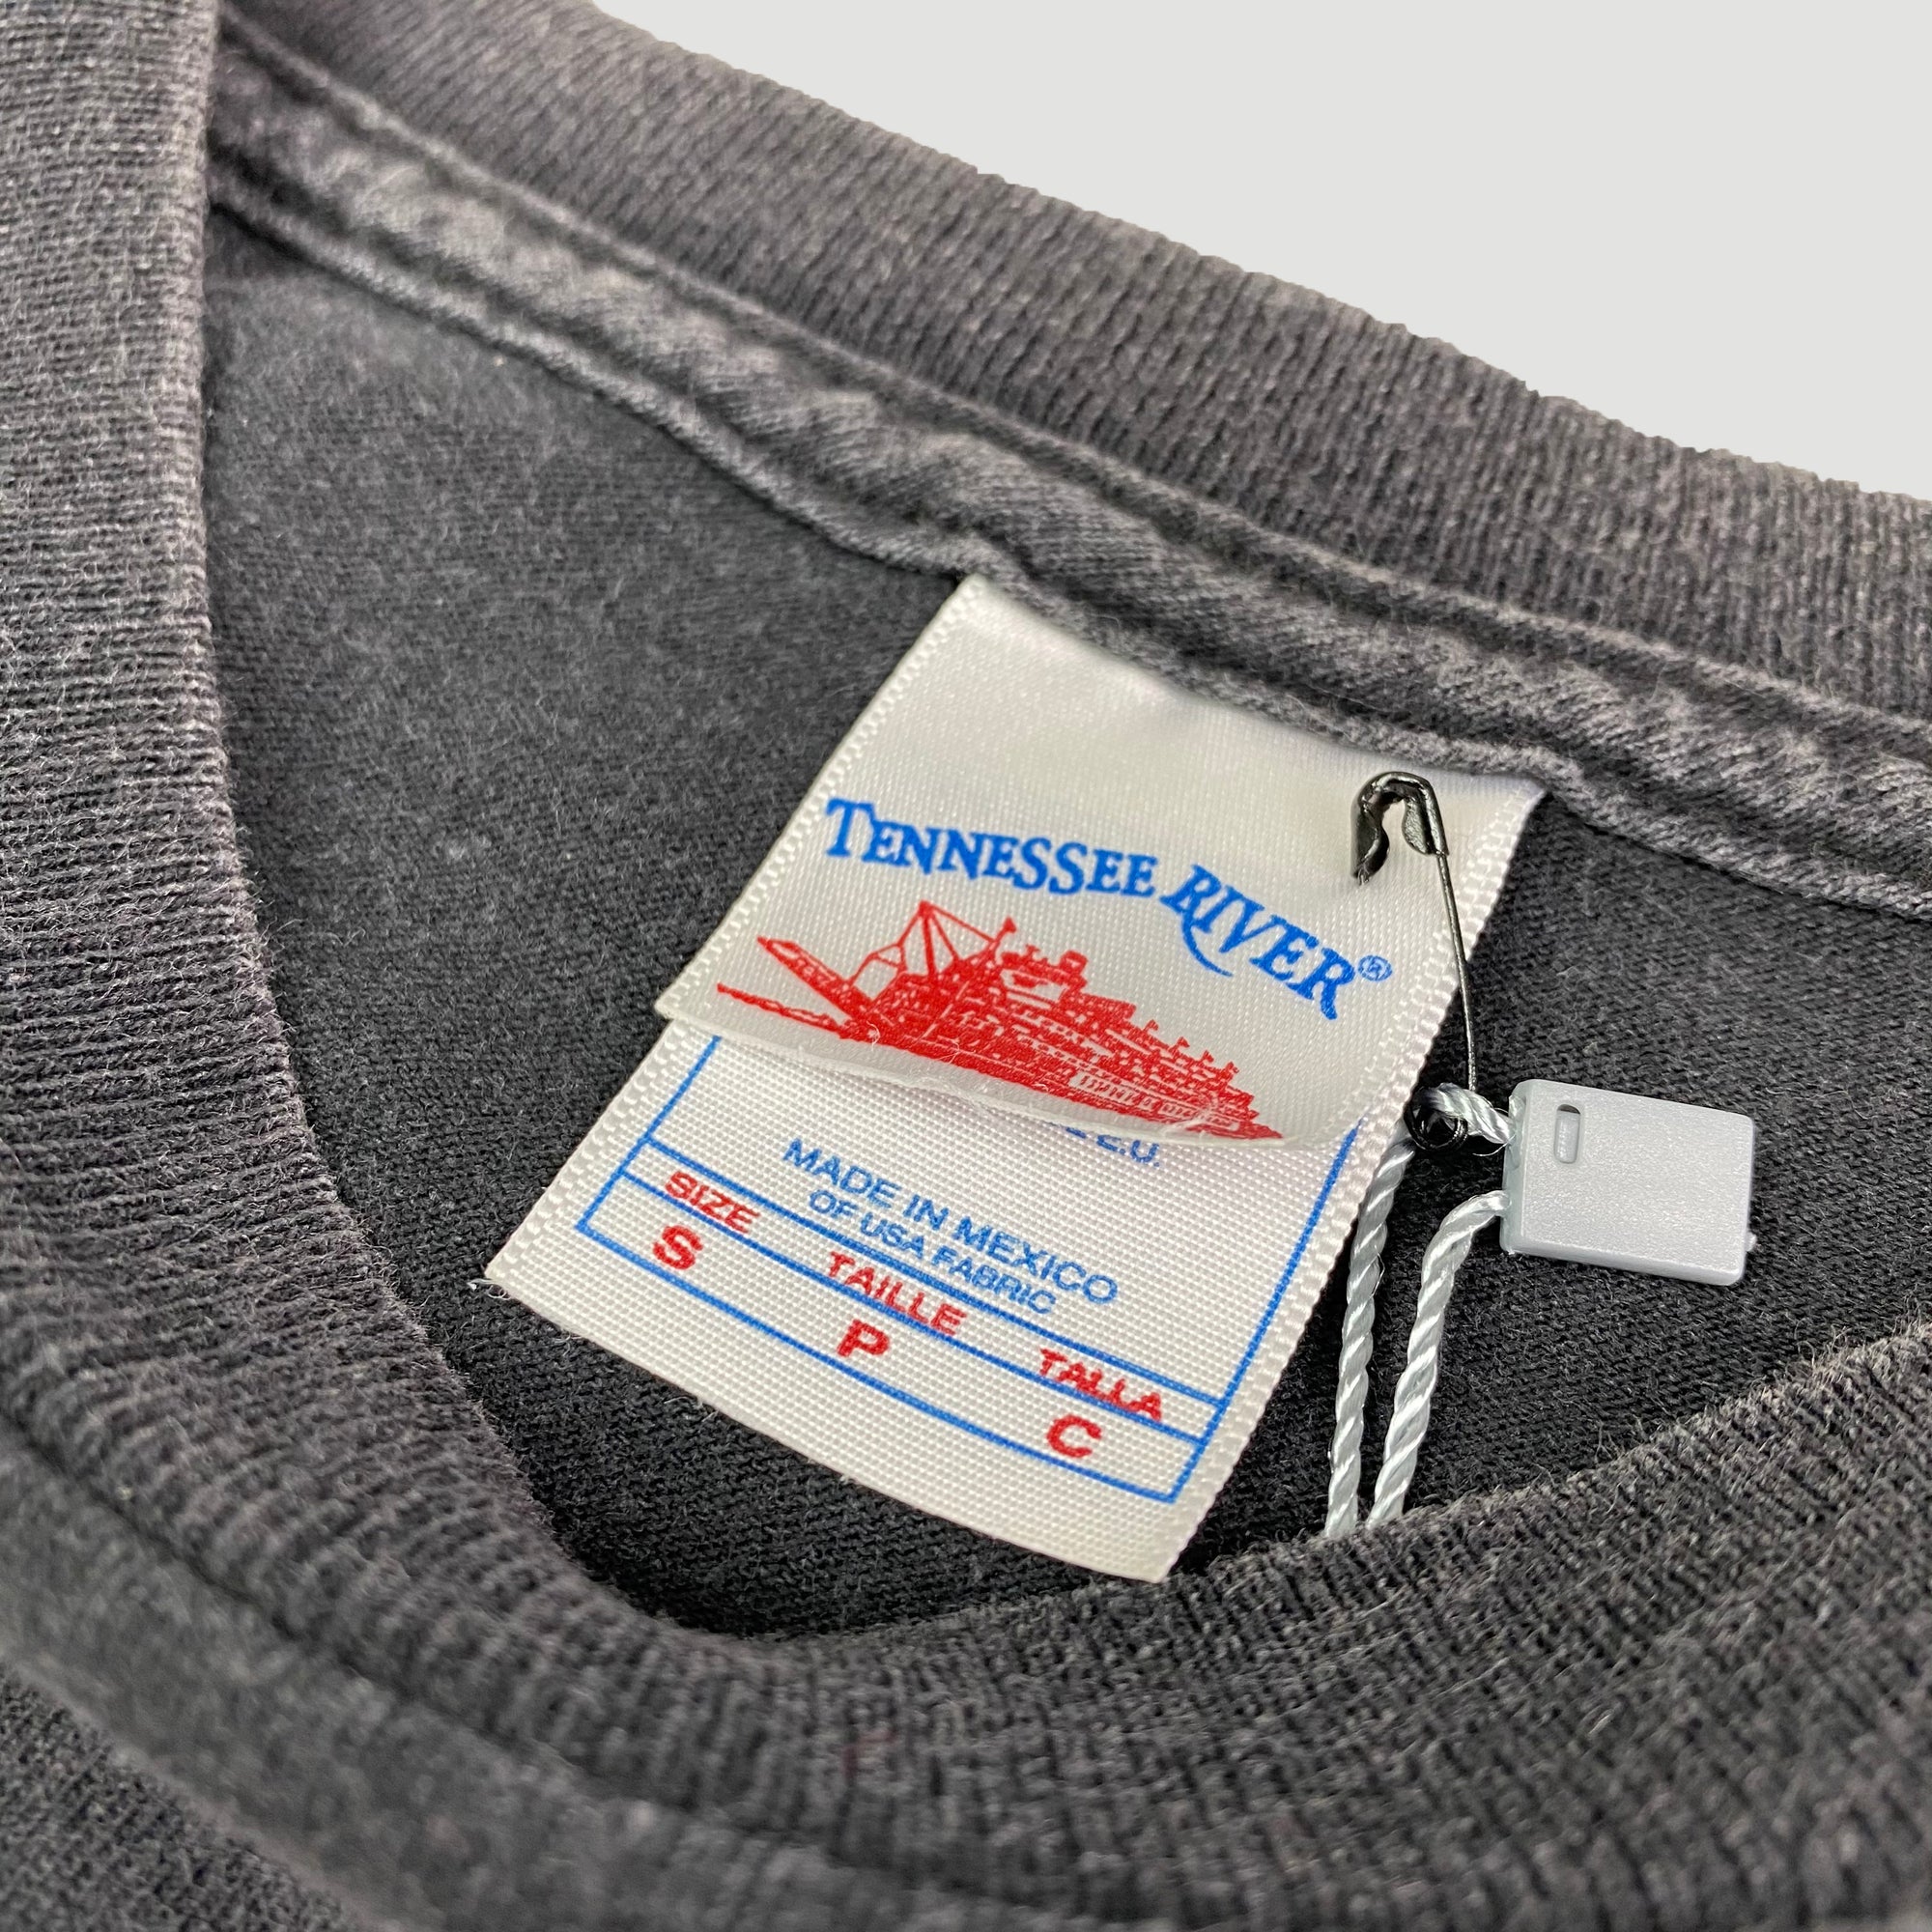 TENNESSEE RIVER®
E.U.
MADE IN MEXICO
OF USA FABRIC
SIZE TAILLE TALLA
S P C